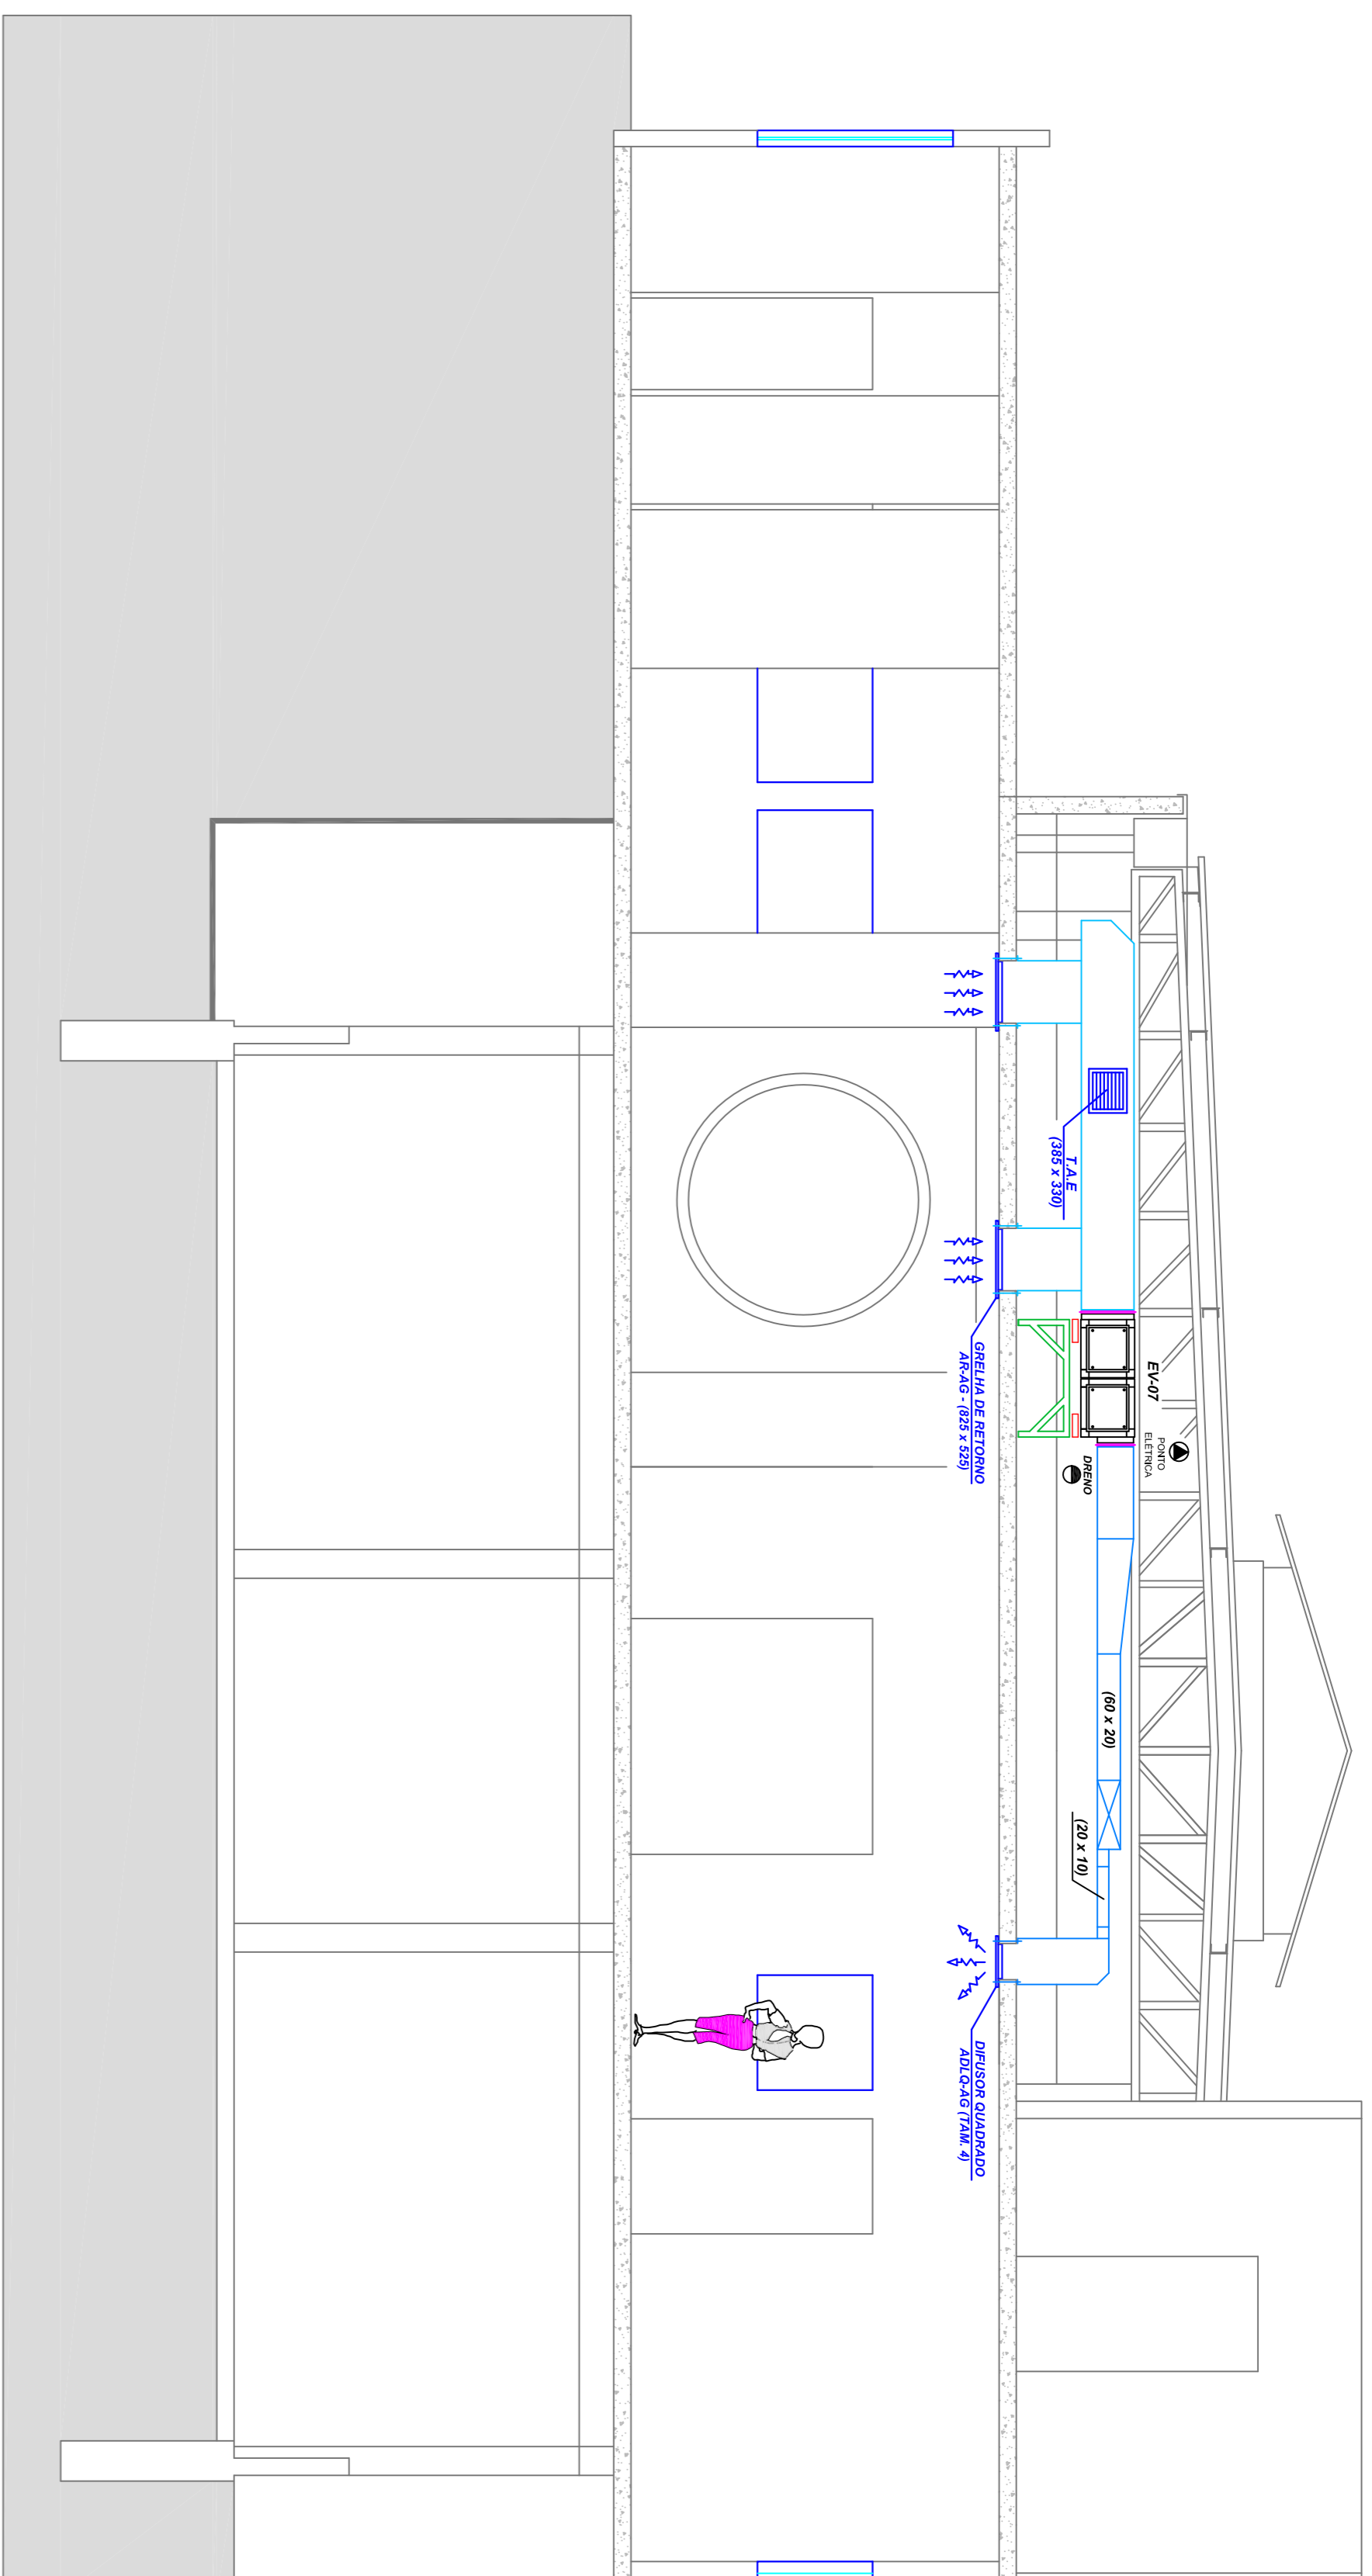 T.A.E
(385 x 330)
GRELHA DE RETORNO
AR-AG - (825 x 525)
EV-07
PONTO
ELÉTRICA
DRENO
(60 x 20)
(20 x 10)
DIFUSOR QUADRADO
ADLQ-AG (TAM. 4)